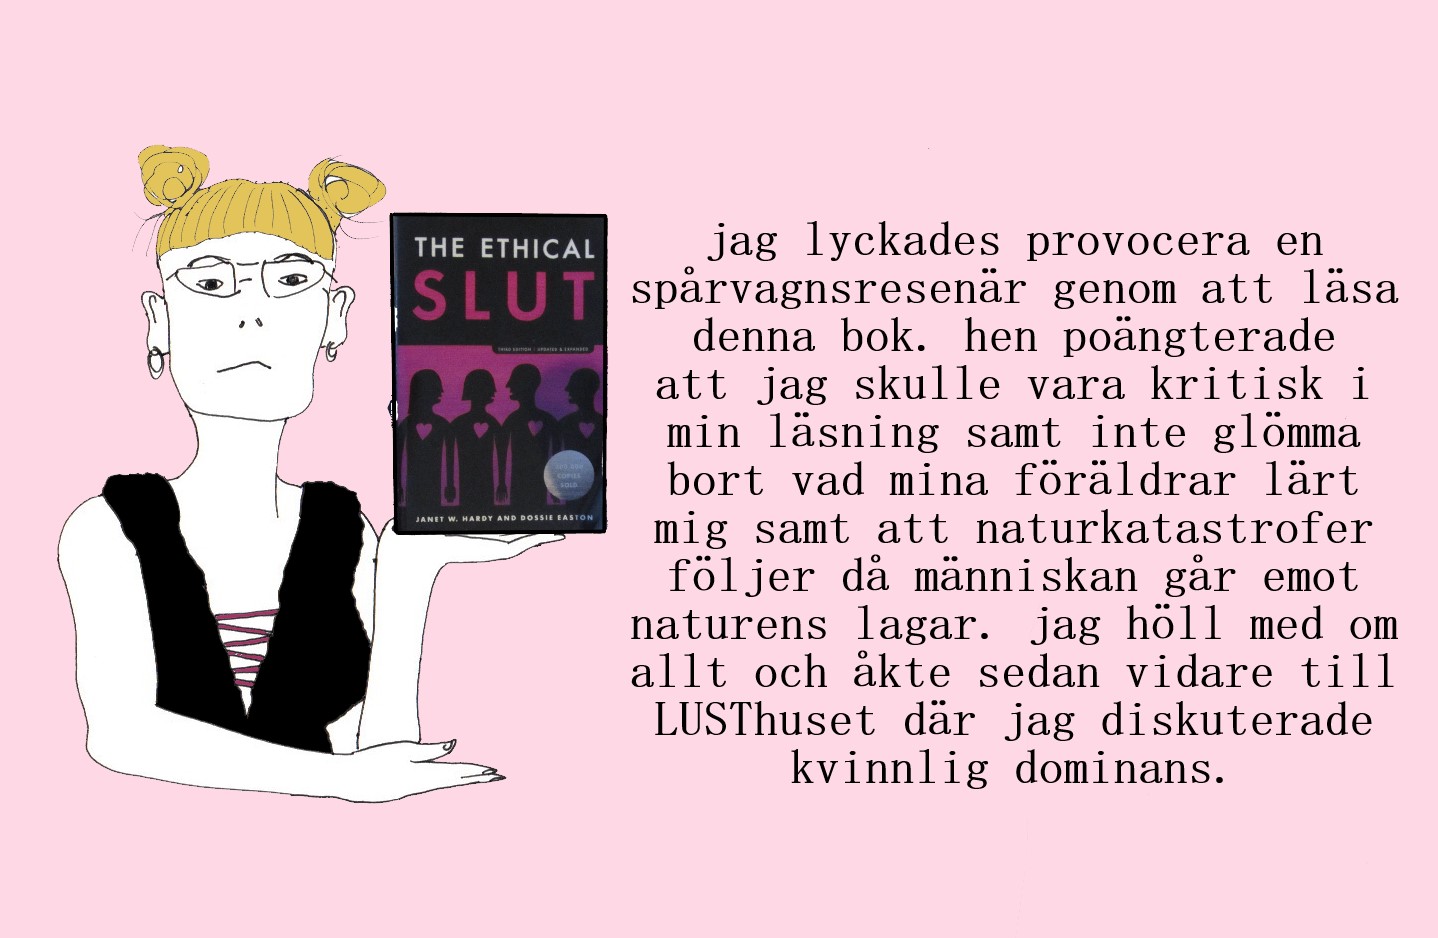 THE ETHICAL
SLUT
THIRD EDITION | UPDATED & EXPANDED
COPIES
SOLD
JANET W. HARDY AND DOSSIE EASTON
jag lyckades provocera en
spårvagnsresenär genom att läsa
denna bok. hen poängterade
att jag skulle vara kritisk i
min läsning samt inte glömma
bort vad mina föräldrar lärt
mig samt att naturkatastrofer
följer då människan går emot
naturens lagar. jag höll med om
allt och åkte sedan vidare till
LUSThuset där jag diskuterade
kvinnlig dominans.